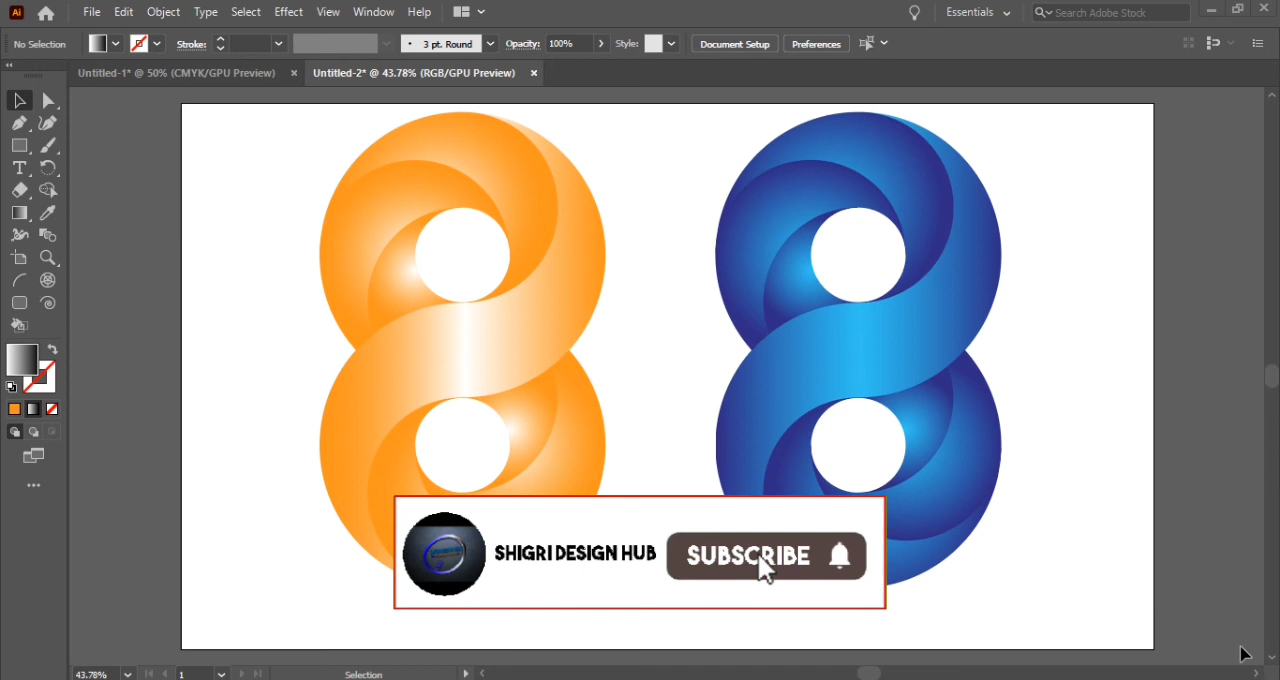 Ai File Edit Object Type Select Effect View Window Help Essentials Search Adobe Stock
No Selection Stroke: 3 pt. Round Opacity: 100% Style: Document Setup Preferences
Untitled-1* @ 50% (CMYK/GPU Preview) × Untitled-2* @ 43.78% (RGB/GPU Preview) ×
SHIGRI DESIGN HUB SUBSCRIBE
43.78% 1 Selection